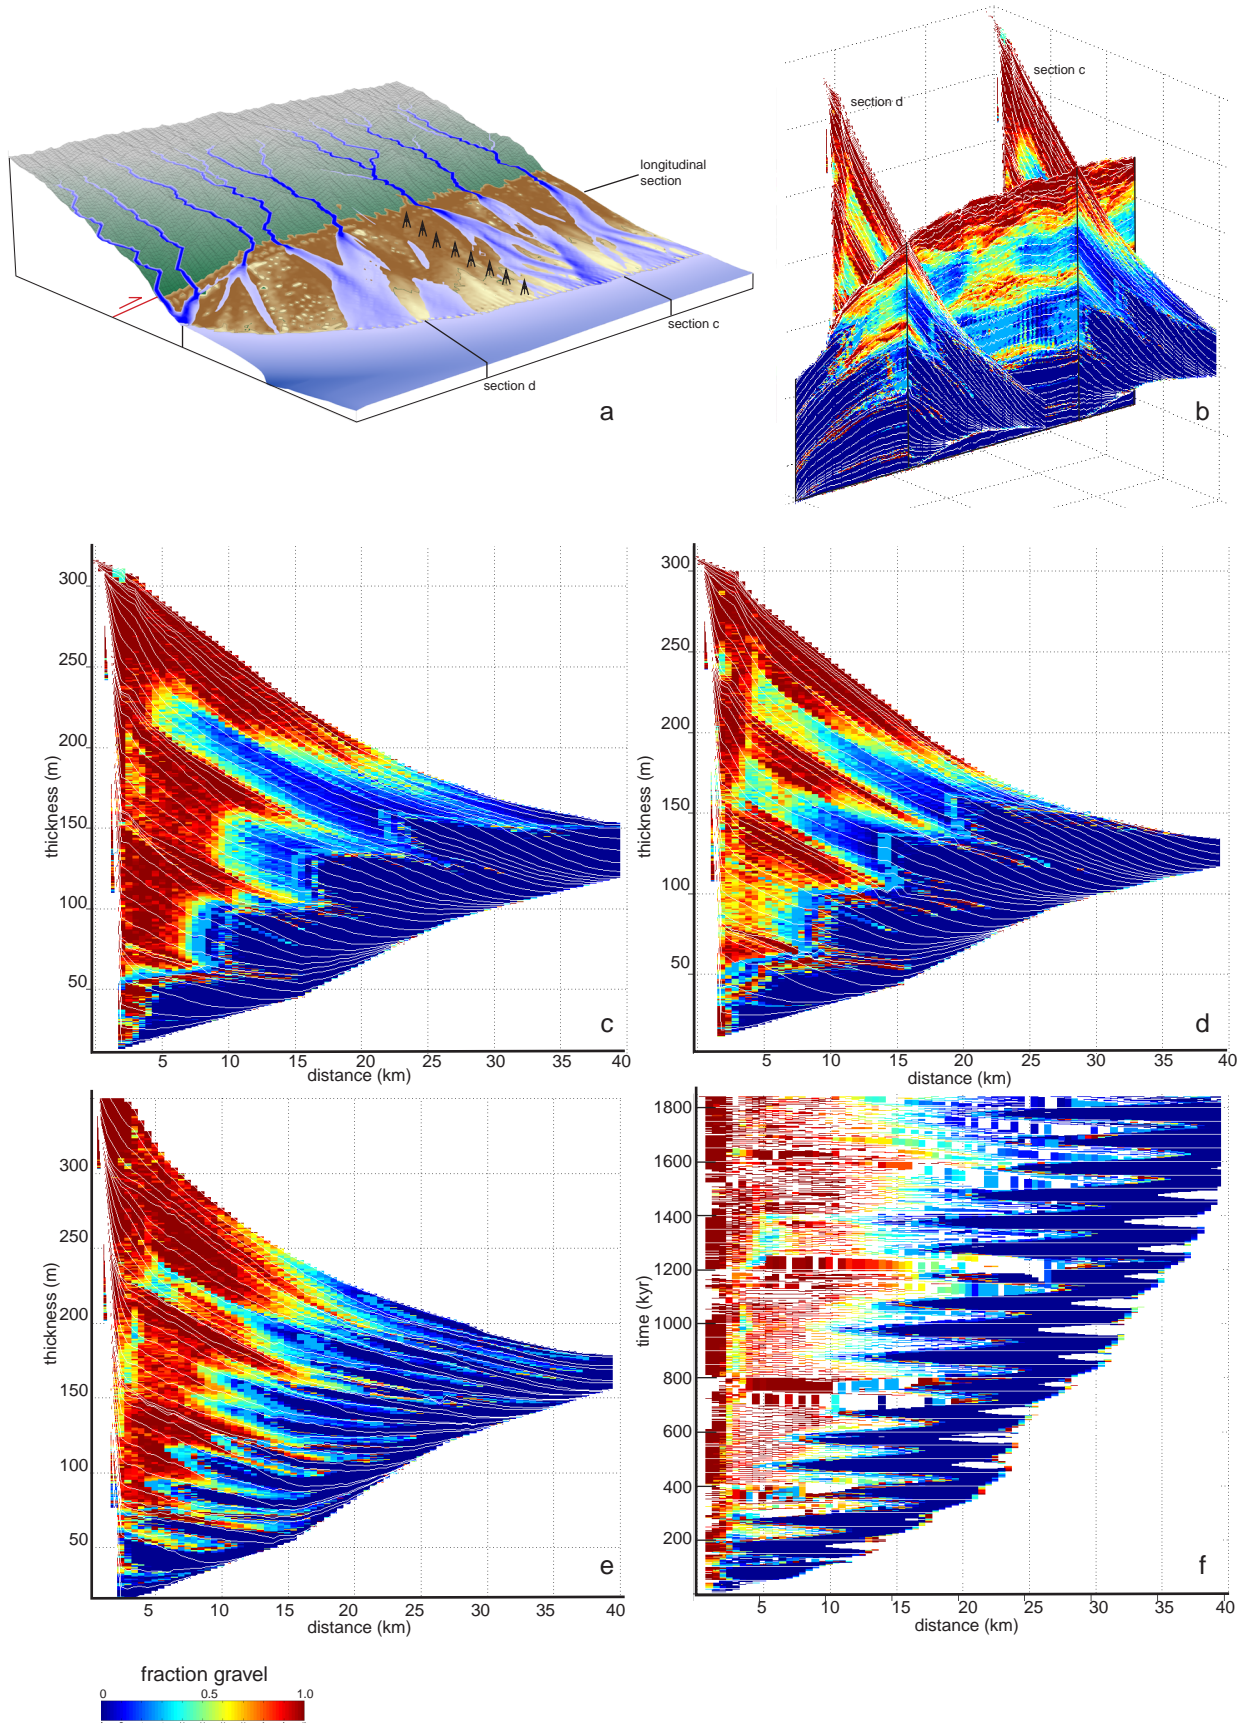 longitudinal
section
section c
section d
a
section c
section d
b
300
250
200
150
100
50
thickness (m)
5
10
15
20
25
30
35
40
distance (km)
c
300
250
200
150
100
50
thickness (m)
5
10
15
20
25
30
35
40
distance (km)
d
300
250
200
150
100
50
thickness (m)
5
10
15
20
25
30
35
40
distance (km)
e
1800
1600
1400
1200
1000
800
600
400
200
time (kyr)
5
10
15
20
25
30
35
40
distance (km)
f
fraction gravel
0
0.5
1.0